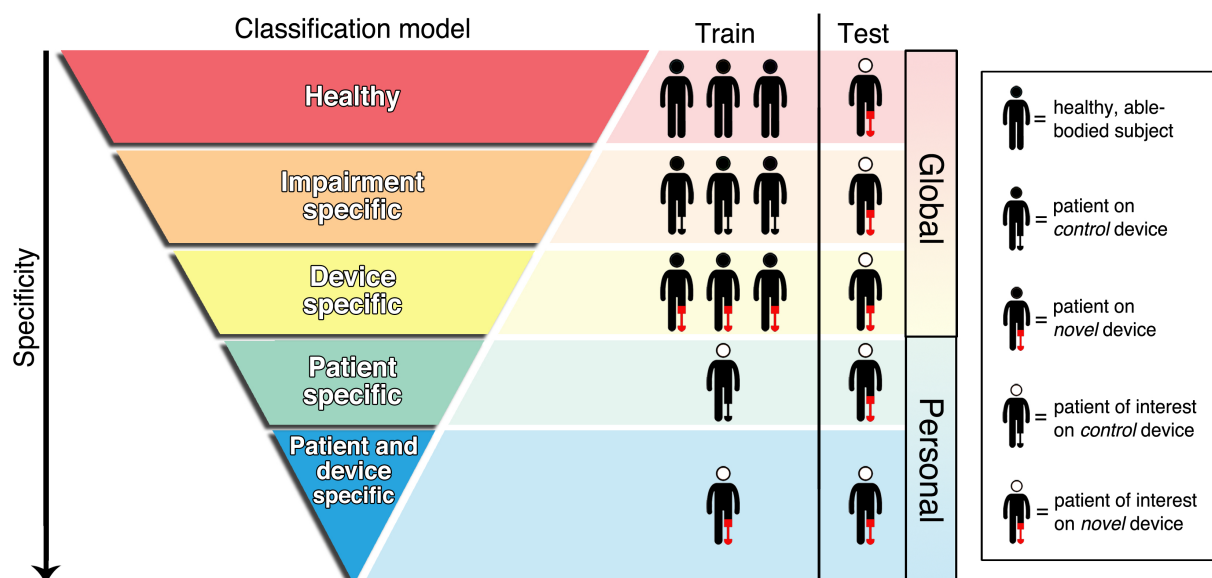 Classification model
Train
Test
Specificity
Healthy
Impairment
specific
Device
specific
Patient
specific
Patient and
device
specific
Global
Personal
= healthy, able-
bodied subject
= patient on
control device
= patient on
novel device
= patient of interest
on control device
= patient of interest
on novel device